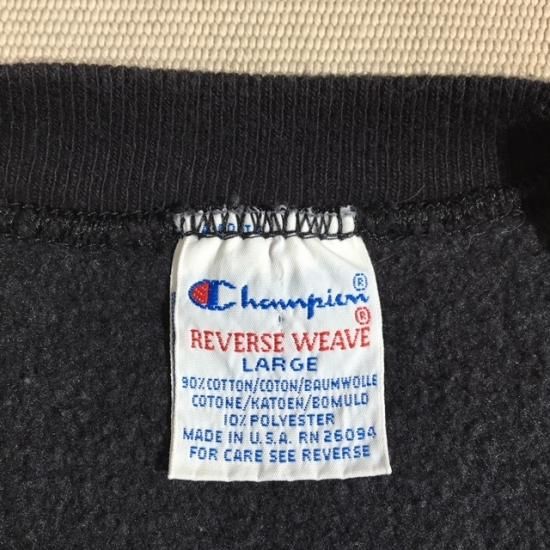 Champion®
REVERSE WEAVE®
LARGE
90% COTTON/COTON/BAUMWOLLE
COTONE/KATOEN/BOMULD
10% POLYESTER
MADE IN U.S.A. RN 26094
FOR CARE SEE REVERSE